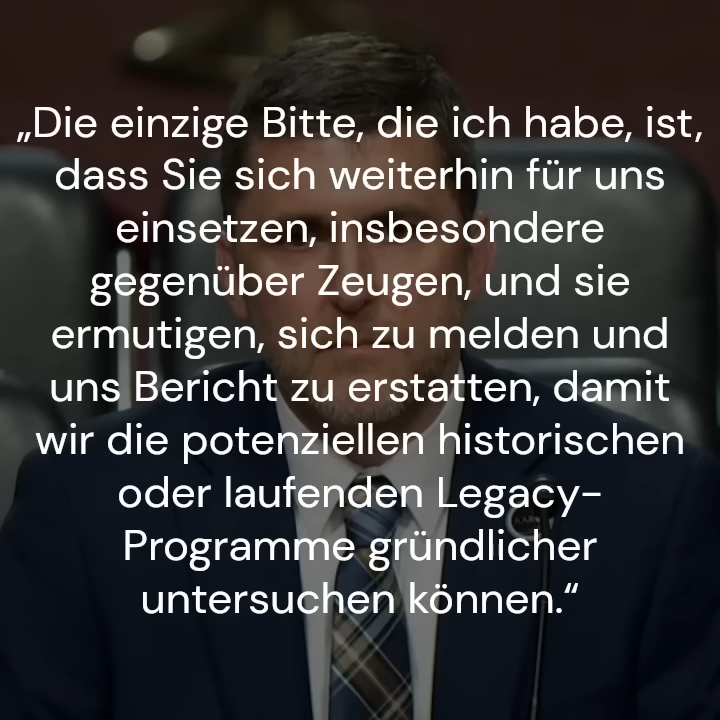 „Die einzige Bitte, die ich habe, ist,
dass Sie sich weiterhin für uns
einsetzen, insbesondere
gegenüber Zeugen, und sie
ermutigen, sich zu melden und
uns Bericht zu erstatten, damit
wir die potenziellen historischen
oder laufenden Legacy-
Programme gründlicher
untersuchen können.“